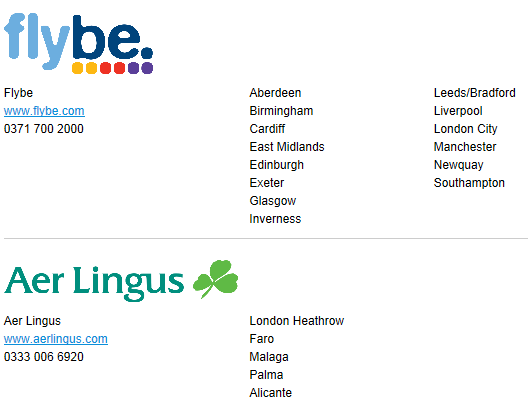 flybe.
Flybe
www.flybe.com
0371 700 2000
Aberdeen
Birmingham
Cardiff
East Midlands
Edinburgh
Exeter
Glasgow
Inverness
Leeds/Bradford
Liverpool
London City
Manchester
Newquay
Southampton
Aer Lingus
Aer Lingus
www.aerlingus.com
0333 006 6920
London Heathrow
Faro
Malaga
Palma
Alicante